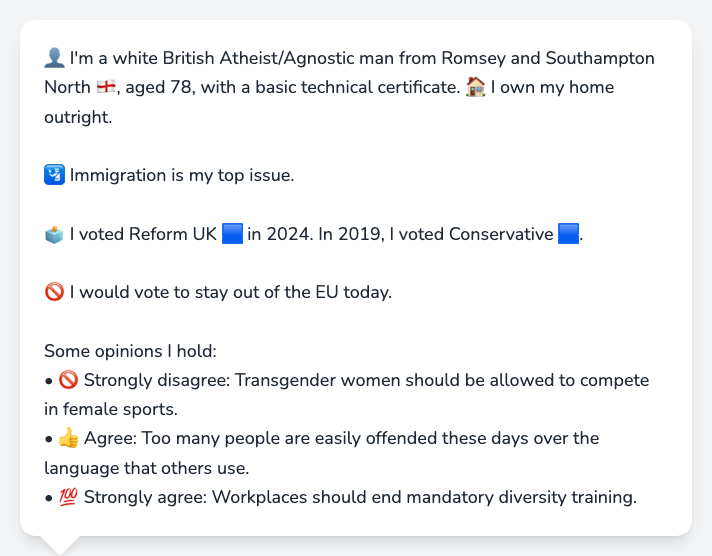 👤 I'm a white British Atheist/Agnostic man from Romsey and Southampton
North 🏴󠁧󠁢󠁥󠁮󠁧󠁿, aged 78, with a basic technical certificate. 🏠 I own my home
outright.
🛂 Immigration is my top issue.
🗳️ I voted Reform UK 🟦 in 2024. In 2019, I voted Conservative 🟦.
🚫 I would vote to stay out of the EU today.
Some opinions I hold:
• 🚫 Strongly disagree: Transgender women should be allowed to compete
in female sports.
• 👍 Agree: Too many people are easily offended these days over the
language that others use.
• 💯 Strongly agree: Workplaces should end mandatory diversity training.